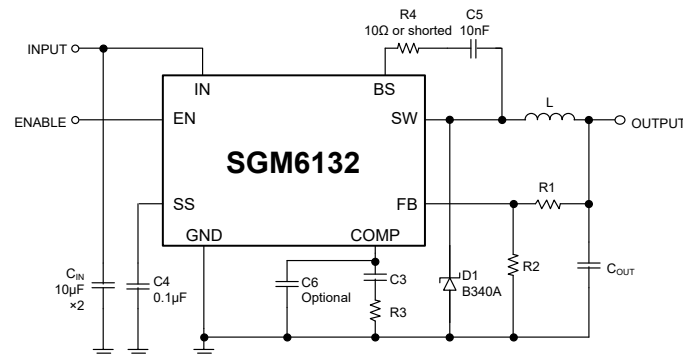 R4
10Ω or shorted
C5
10nF
INPUT
IN
BS
ENABLE
EN
SW
L
OUTPUT
SGM6132
SS
FB
R1
GND
COMP
CIN
10µF
×2
C4
0.1µF
C6
Optional
C3
R3
D1
B340A
R2
COUT